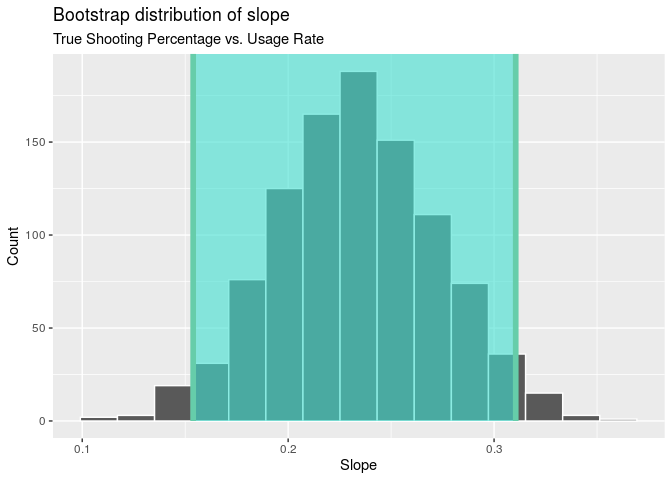 Bootstrap distribution of slope
True Shooting Percentage vs. Usage Rate
150
100
50
0
Count
0.1 0.2 0.3
Slope